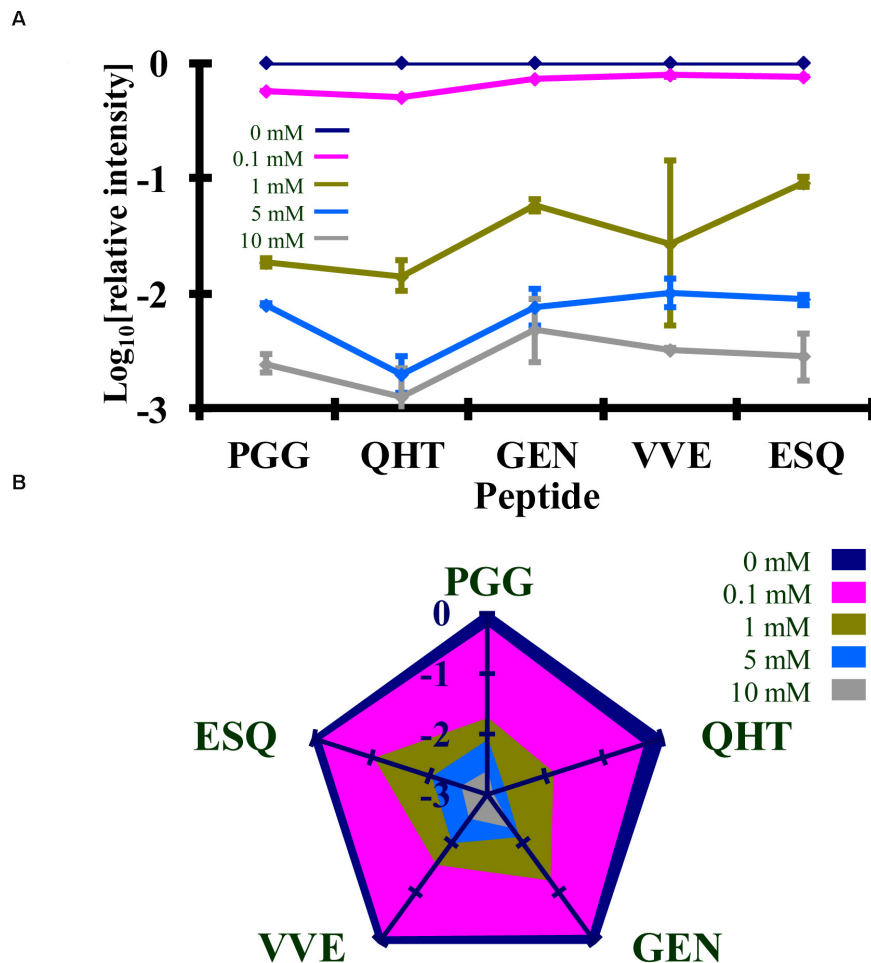 A
Log10[relative intensity]
0
-1
-2
-3
0 mM
0.1 mM
1 mM
5 mM
10 mM
PGG QHT GEN VVE ESQ
Peptide
B
0 mM
0.1 mM
1 mM
5 mM
10 mM
PGG
0
-1
-2
-3
ESQ
QHT
VVE
GEN